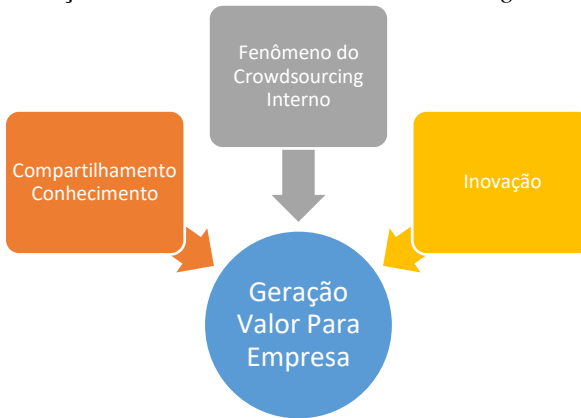 Fenômeno do
Crowdsourcing
Interno
Compartilhamento
Conhecimento
Inovação
Geração
Valor Para
Empresa